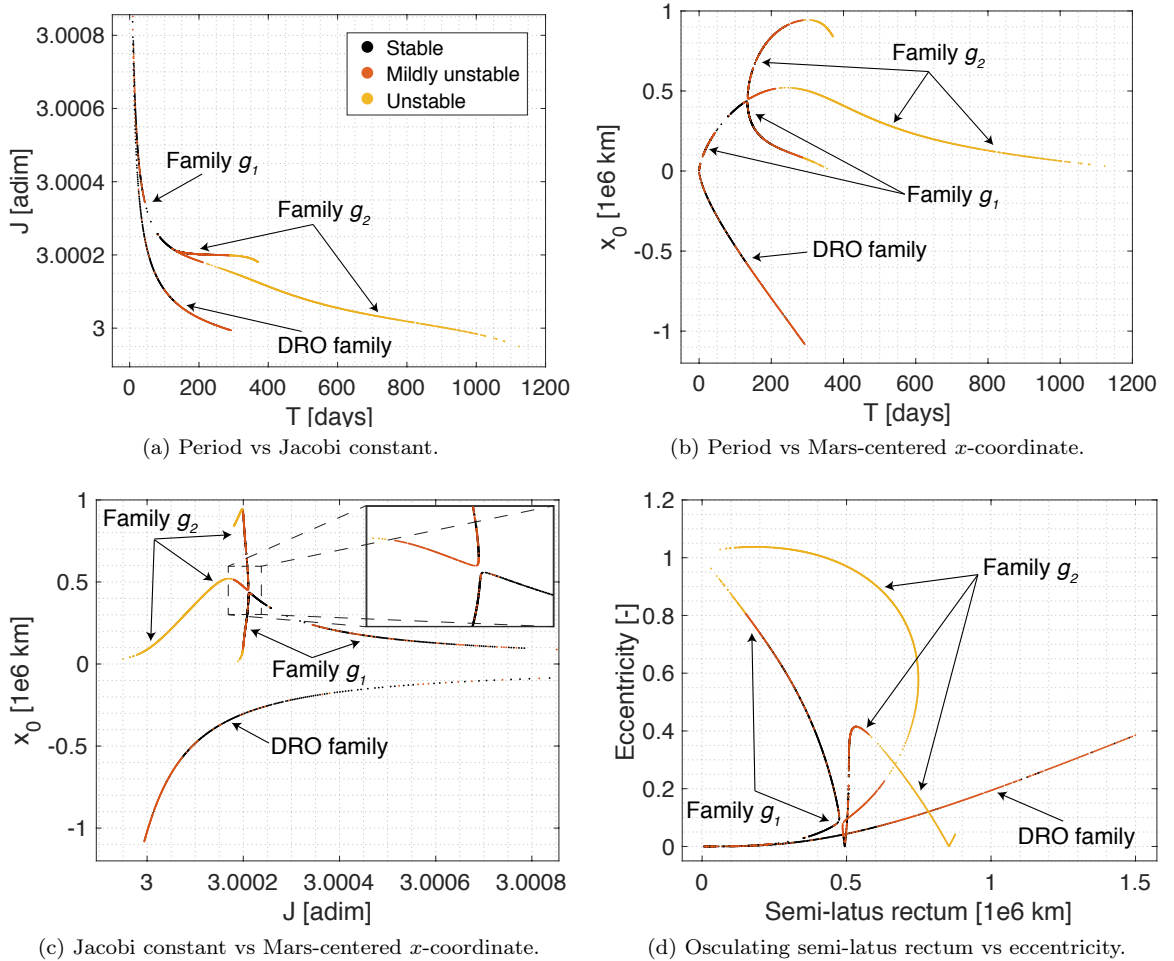 3.0008
3.0006
3.0004
3.0002
3
J [adim]
Stable
Mildly unstable
Unstable
Family g1
Family g2
DRO family
0 200 400 600 800 1000 1200
T [days]
(a) Period vs Jacobi constant.
1
0.5
0
-0.5
-1
x0 [1e6 km]
Family g2
Family g1
DRO family
0 200 400 600 800 1000 1200
T [days]
(b) Period vs Mars-centered x-coordinate.
1
0.5
0
-0.5
-1
x0 [1e6 km]
Family g2
Family g1
DRO family
3 3.0002 3.0004 3.0006 3.0008
J [adim]
(c) Jacobi constant vs Mars-centered x-coordinate.
1.2
1
0.8
0.6
0.4
0.2
0
Eccentricity [-]
Family g2
Family g1
DRO family
0 0.5 1 1.5
Semi-latus rectum [1e6 km]
(d) Osculating semi-latus rectum vs eccentricity.